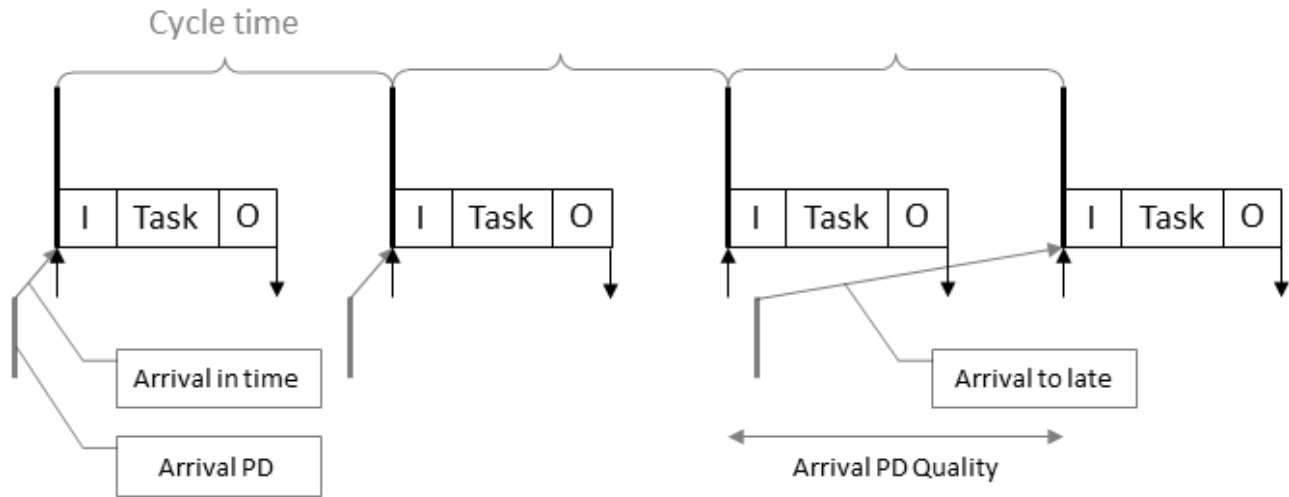 Cycle time
I Task O I Task O I Task O I Task O
Arrival in time
Arrival to late
Arrival PD
Arrival PD Quality